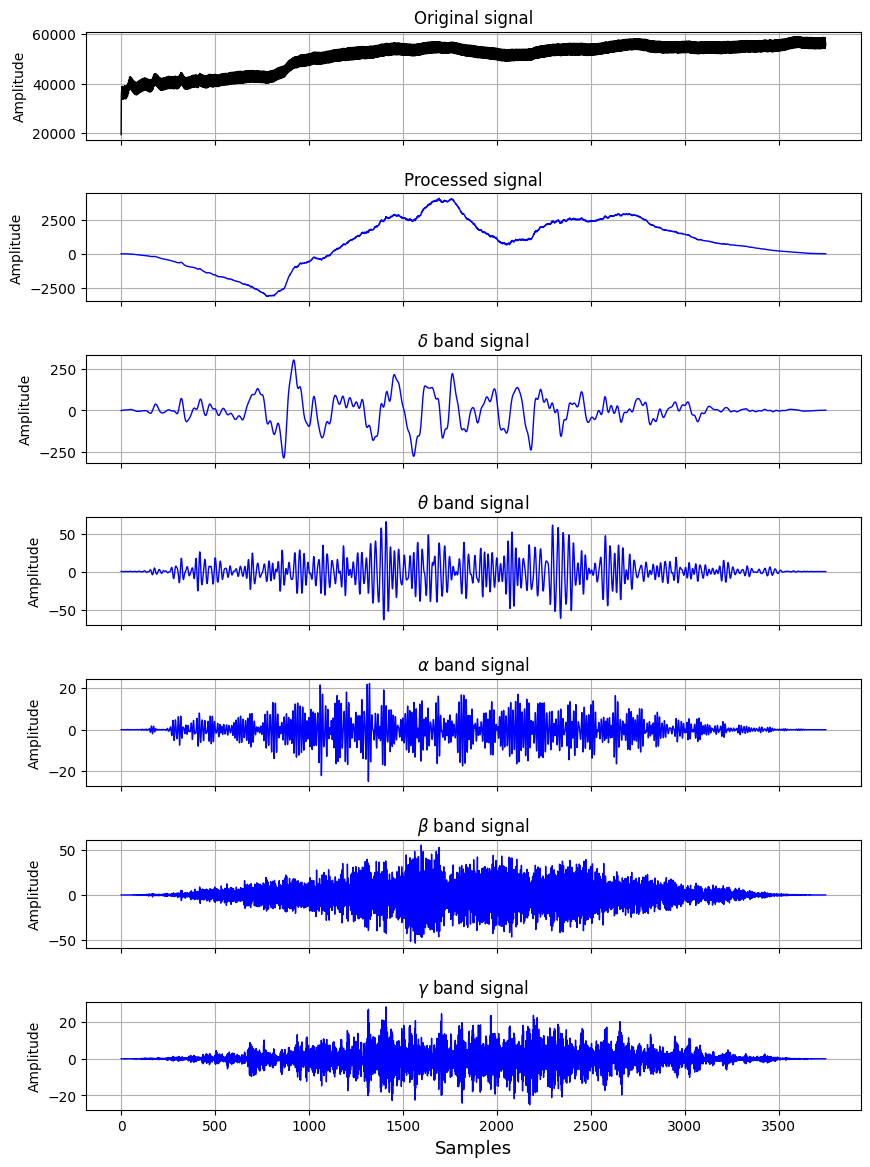 Original signal
Amplitude
60000
40000
20000
Processed signal
Amplitude
2500
0
−2500
δ band signal
Amplitude
250
0
−250
θ band signal
Amplitude
50
0
−50
α band signal
Amplitude
20
0
−20
β band signal
Amplitude
50
0
−50
γ band signal
Amplitude
20
0
−20
0 500 1000 1500 2000 2500 3000 3500
Samples